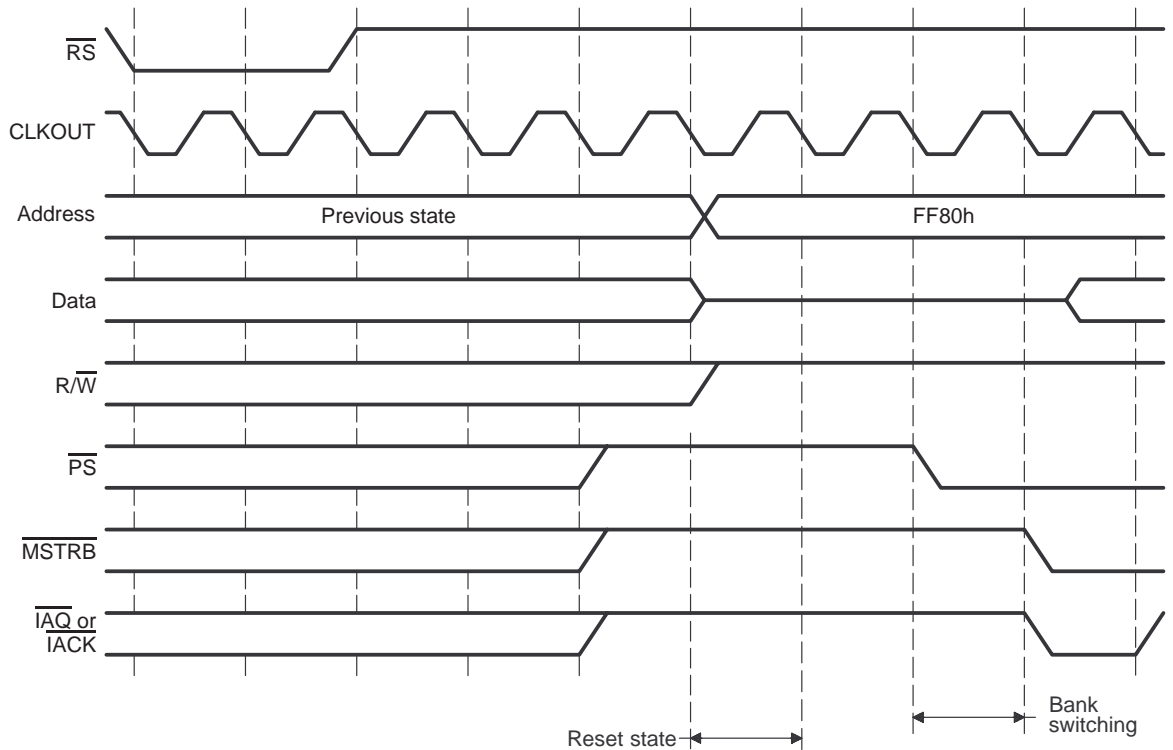 RS
CLKOUT
Address
Previous state
FF80h
Data
R/W
PS
MSTRB
IAQ or
IACK
Reset state
Bank
switching